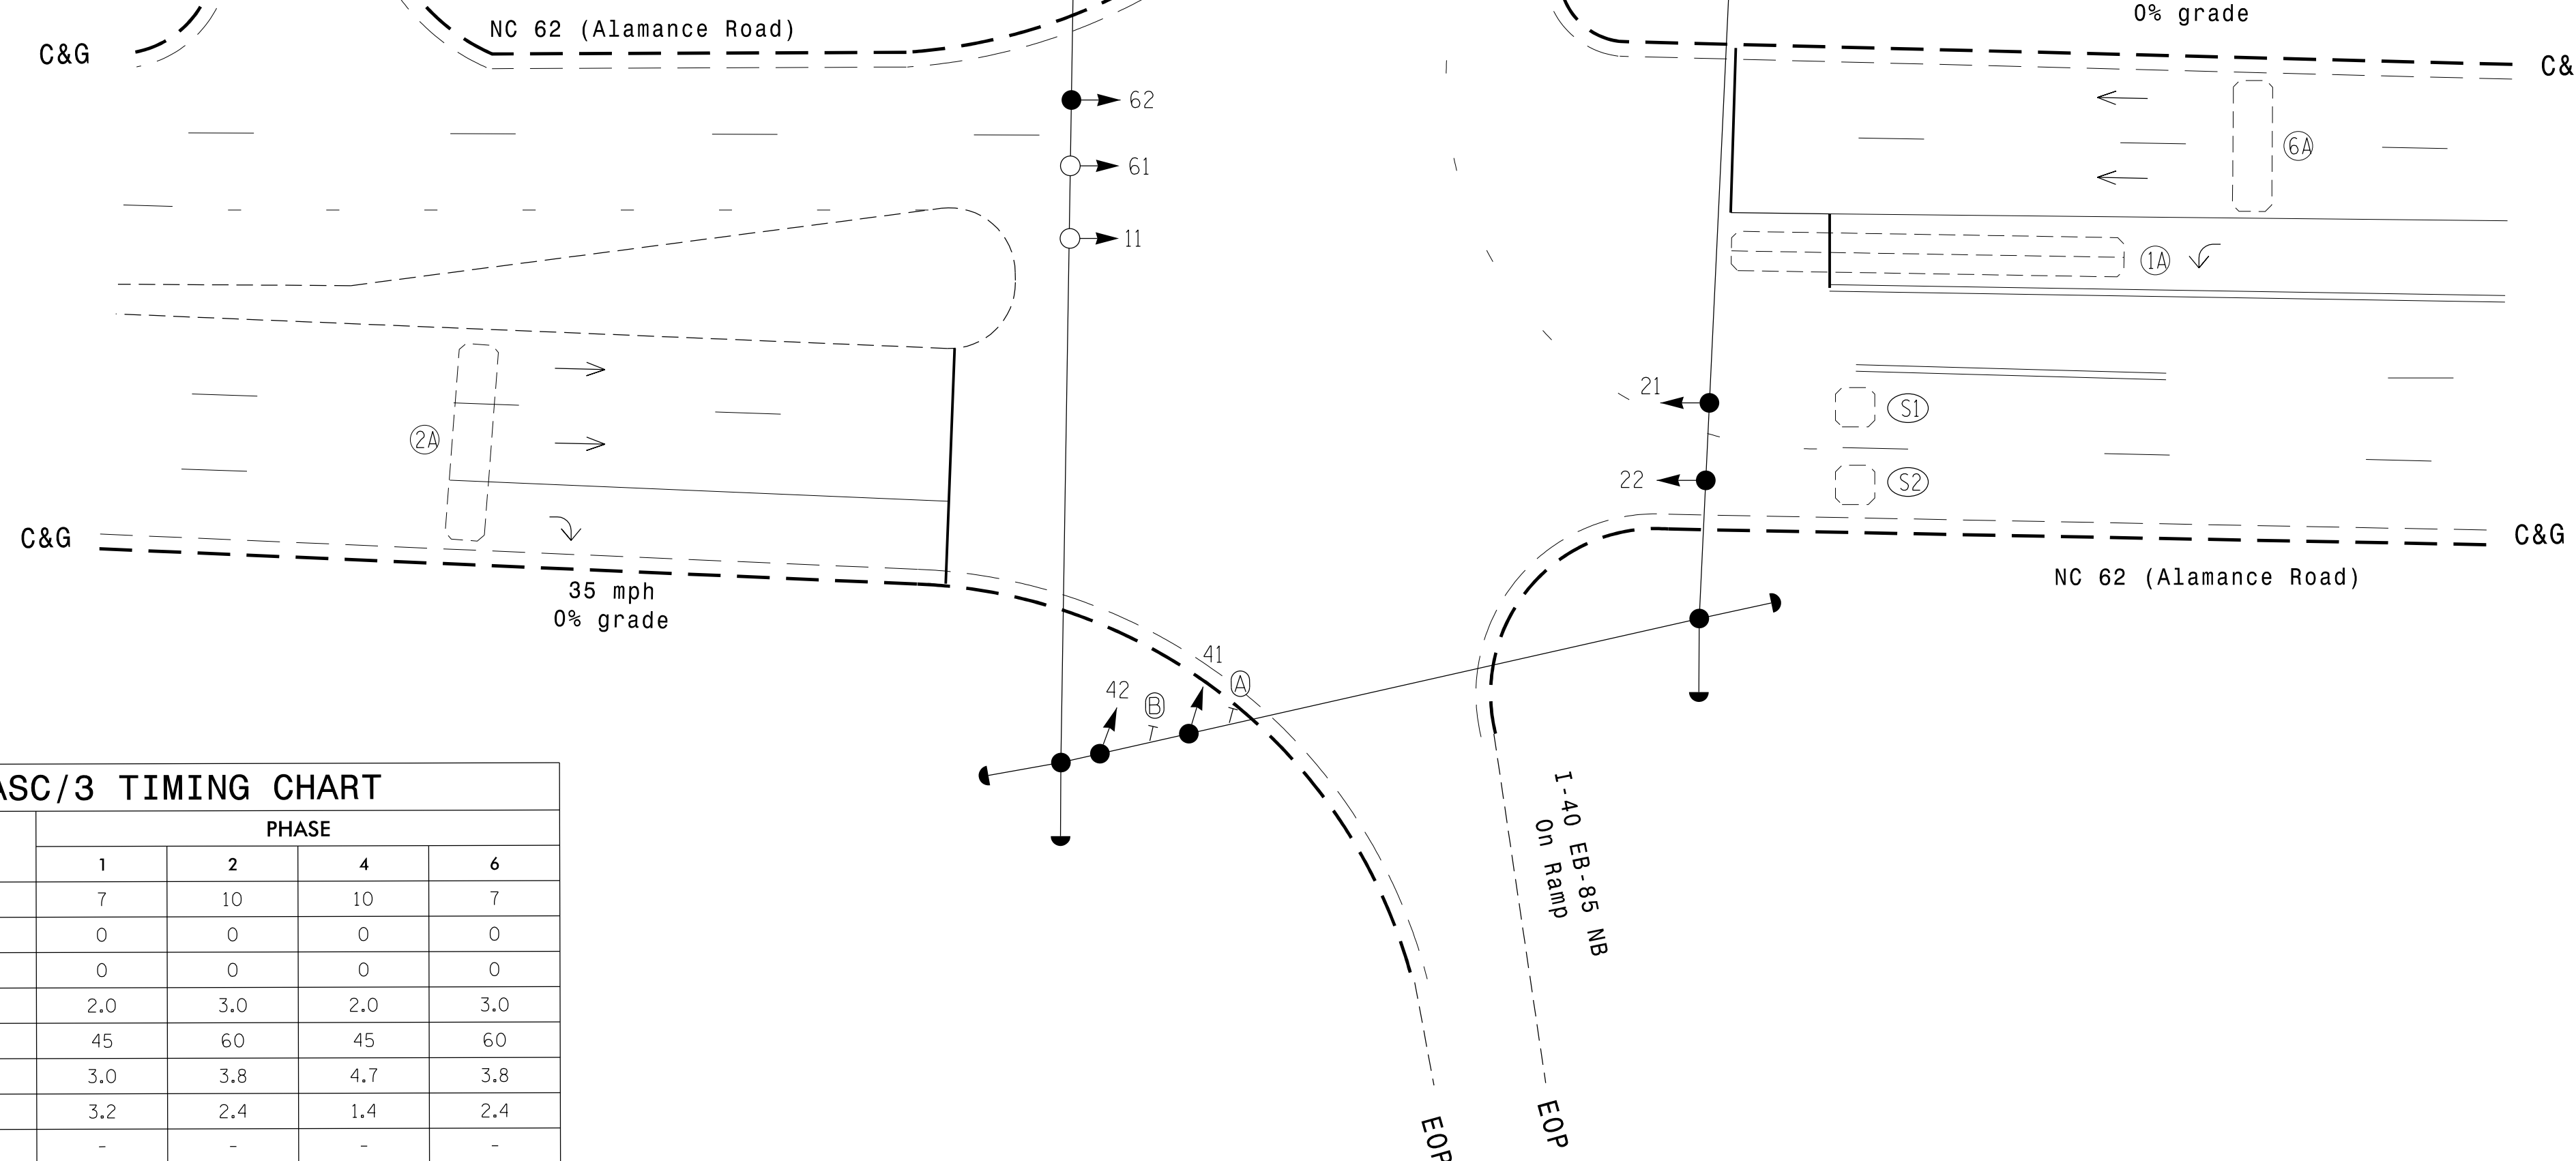 0% grade
NC 62 (Alamance Road)
C&G
C&
62
6A
61
11
1A
21
S1
2A
22
S2
C&G
C&G
35 mph
0% grade
NC 62 (Alamance Road)
41
42
B
A
I-40 EB-85 NB
On Ramp
EOP
EOP
ASC/3 TIMING CHART
PHASE
1 2 4 6
7 10 10 7
0 0 0 0
0 0 0 0
2.0 3.0 2.0 3.0
45 60 45 60
3.0 3.8 4.7 3.8
3.2 2.4 1.4 2.4
- - - -